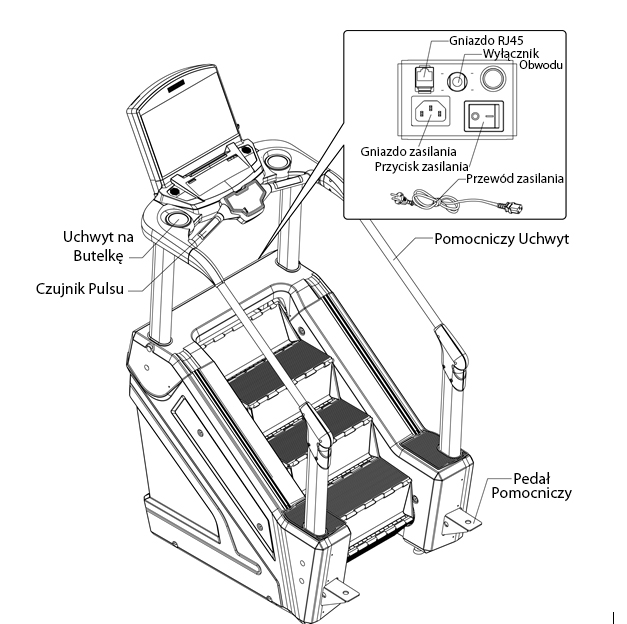 Gniazdo RJ45
Wyłącznik
Obwodu
Gniazdo zasilania
Przycisk zasilania
Przewód zasilania
Uchwyt na
Butelkę
Czujnik Pulsu
Pomocniczy Uchwyt
Pedał
Pomocniczy